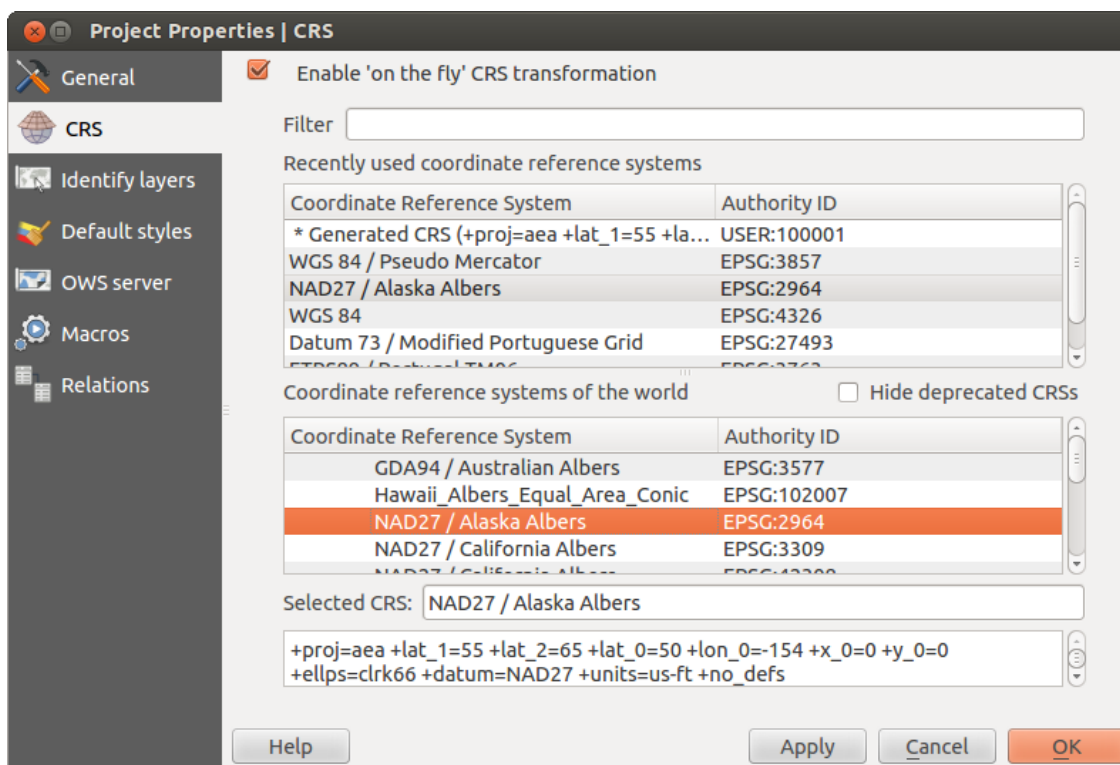 Project Properties | CRS
General
CRS
Identify layers
Default styles
OWS server
Macros
Relations
Enable 'on the fly' CRS transformation
Filter
Recently used coordinate reference systems
Coordinate Reference System Authority ID
* Generated CRS (+proj=aea +lat_1=55 +la... USER:100001
WGS 84 / Pseudo Mercator EPSG:3857
NAD27 / Alaska Albers EPSG:2964
WGS 84 EPSG:4326
Datum 73 / Modified Portuguese Grid EPSG:27493
Coordinate reference systems of the world Hide deprecated CRSs
Coordinate Reference System Authority ID
GDA94 / Australian Albers EPSG:3577
Hawaii_Albers_Equal_Area_Conic EPSG:102007
NAD27 / Alaska Albers EPSG:2964
NAD27 / California Albers EPSG:3309
Selected CRS: NAD27 / Alaska Albers
+proj=aea +lat_1=55 +lat_2=65 +lat_0=50 +lon_0=-154 +x_0=0 +y_0=0
+ellps=clrk66 +datum=NAD27 +units=us-ft +no_defs
Help Apply Cancel OK